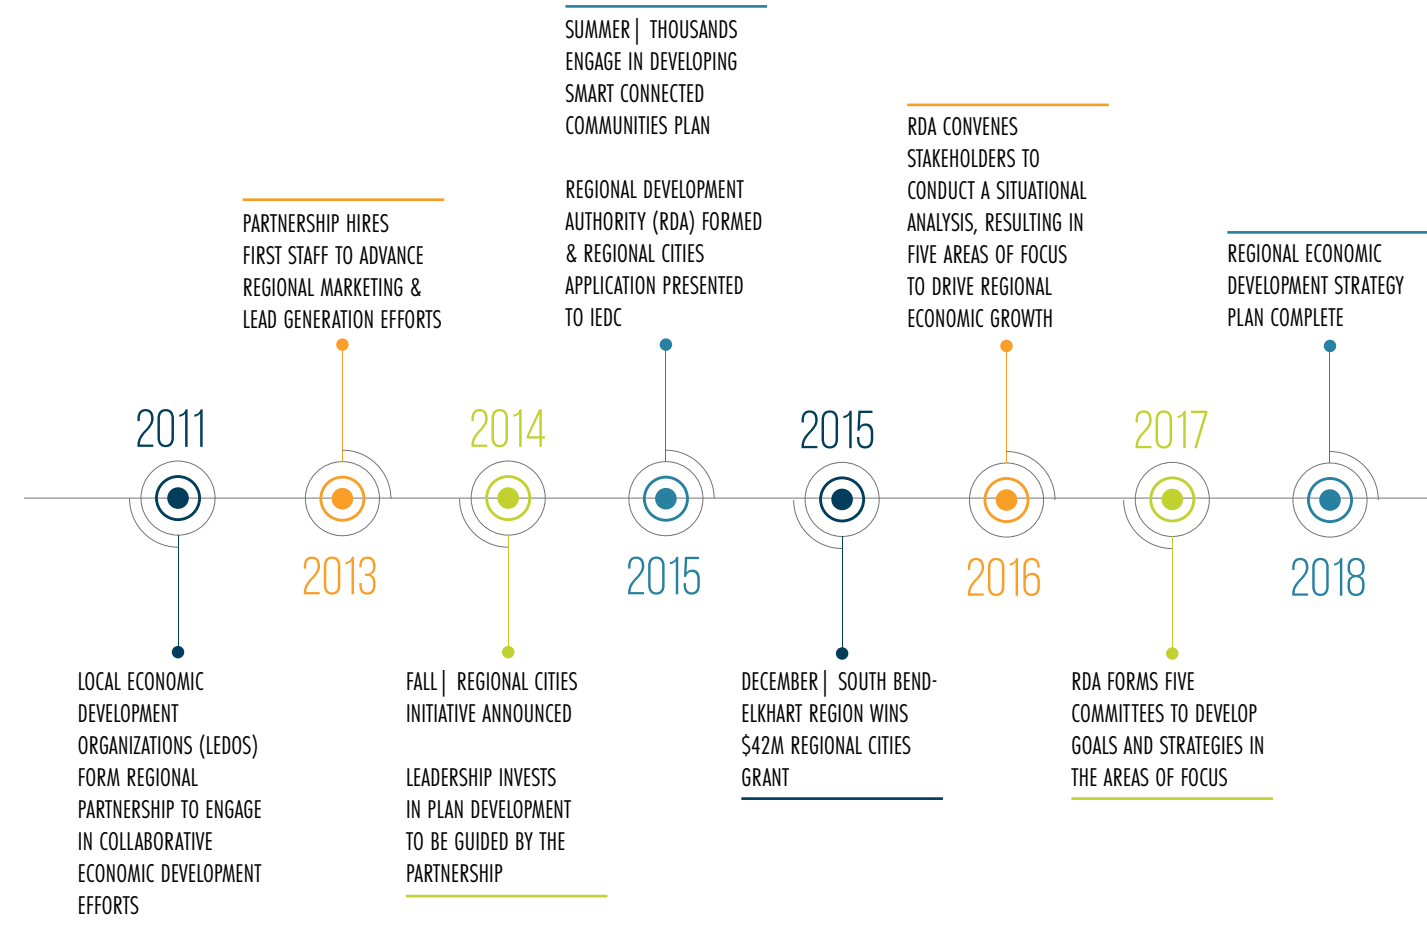 2011
LOCAL ECONOMIC
DEVELOPMENT
ORGANIZATIONS (LEDOS)
FORM REGIONAL
PARTNERSHIP TO ENGAGE
IN COLLABORATIVE
ECONOMIC DEVELOPMENT
EFFORTS
PARTNERSHIP HIRES
FIRST STAFF TO ADVANCE
REGIONAL MARKETING &
LEAD GENERATION EFFORTS
2013
2014
FALL| REGIONAL CITIES
INITIATIVE ANNOUNCED
LEADERSHIP INVESTS
IN PLAN DEVELOPMENT
TO BE GUIDED BY THE
PARTNERSHIP
SUMMER| THOUSANDS
ENGAGE IN DEVELOPING
SMART CONNECTED
COMMUNITIES PLAN
REGIONAL DEVELOPMENT
AUTHORITY (RDA) FORMED
& REGIONAL CITIES
APPLICATION PRESENTED
TO IEDC
2015
2015
DECEMBER| SOUTH BEND-
ELKHART REGION WINS
$42M REGIONAL CITIES
GRANT
RDA CONVENES
STAKEHOLDERS TO
CONDUCT A SITUATIONAL
ANALYSIS, RESULTING IN
FIVE AREAS OF FOCUS
TO DRIVE REGIONAL
ECONOMIC GROWTH
2016
2017
RDA FORMS FIVE
COMMITTEES TO DEVELOP
GOALS AND STRATEGIES IN
THE AREAS OF FOCUS
REGIONAL ECONOMIC
DEVELOPMENT STRATEGY
PLAN COMPLETE
2018